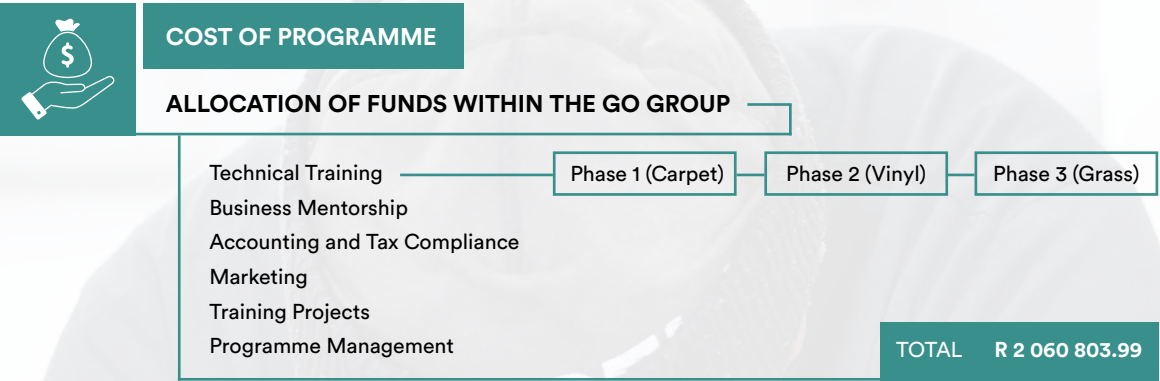 $
COST OF PROGRAMME
ALLOCATION OF FUNDS WITHIN THE GO GROUP
Technical Training Phase 1 (Carpet) Phase 2 (Vinyl) Phase 3 (Grass)
Business Mentorship
Accounting and Tax Compliance
Marketing
Training Projects
Programme Management
TOTAL R 2 060 803.99